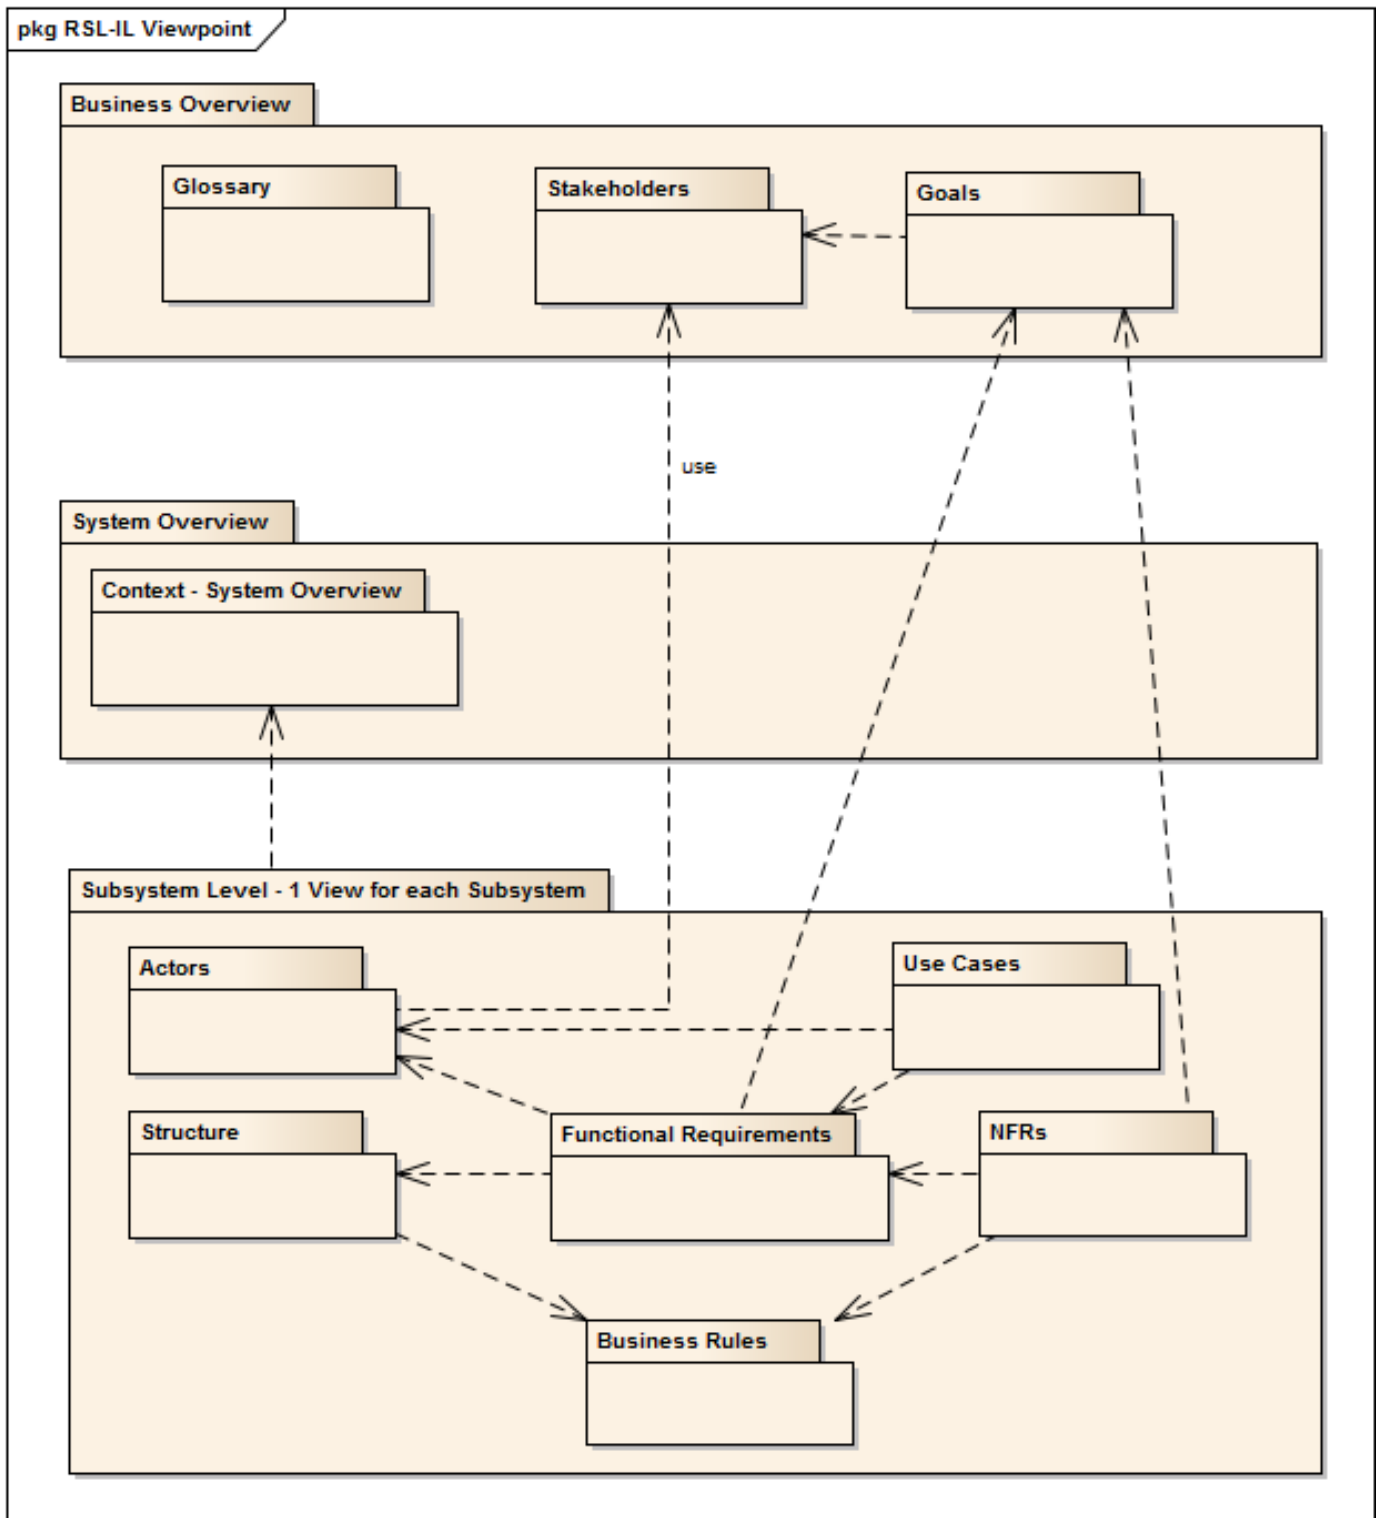 pkg RSL-IL Viewpoint
Business Overview
Glossary
Stakeholders
Goals
use
System Overview
Context - System Overview
Subsystem Level - 1 View for each Subsystem
Actors
Use Cases
Structure
Functional Requirements
NFRs
Business Rules